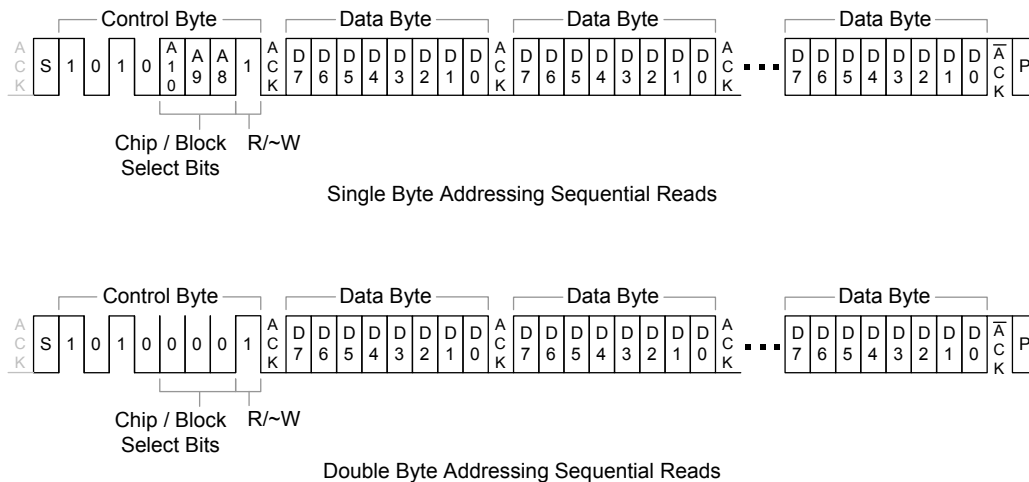 Control Byte Data Byte Data Byte Data Byte
ACK S 1 0 1 0 A10 A9 A8 1 ACK D7 D6 D5 D4 D3 D2 D1 D0 ACK D7 D6 D5 D4 D3 D2 D1 D0 ACK D7 D6 D5 D4 D3 D2 D1 D0 A̅CK P
Chip / Block R/~W
Select Bits
Single Byte Addressing Sequential Reads
Control Byte Data Byte Data Byte Data Byte
ACK S 1 0 1 0 0 0 0 1 ACK D7 D6 D5 D4 D3 D2 D1 D0 ACK D7 D6 D5 D4 D3 D2 D1 D0 ACK D7 D6 D5 D4 D3 D2 D1 D0 A̅CK P
Chip / Block R/~W
Select Bits
Double Byte Addressing Sequential Reads